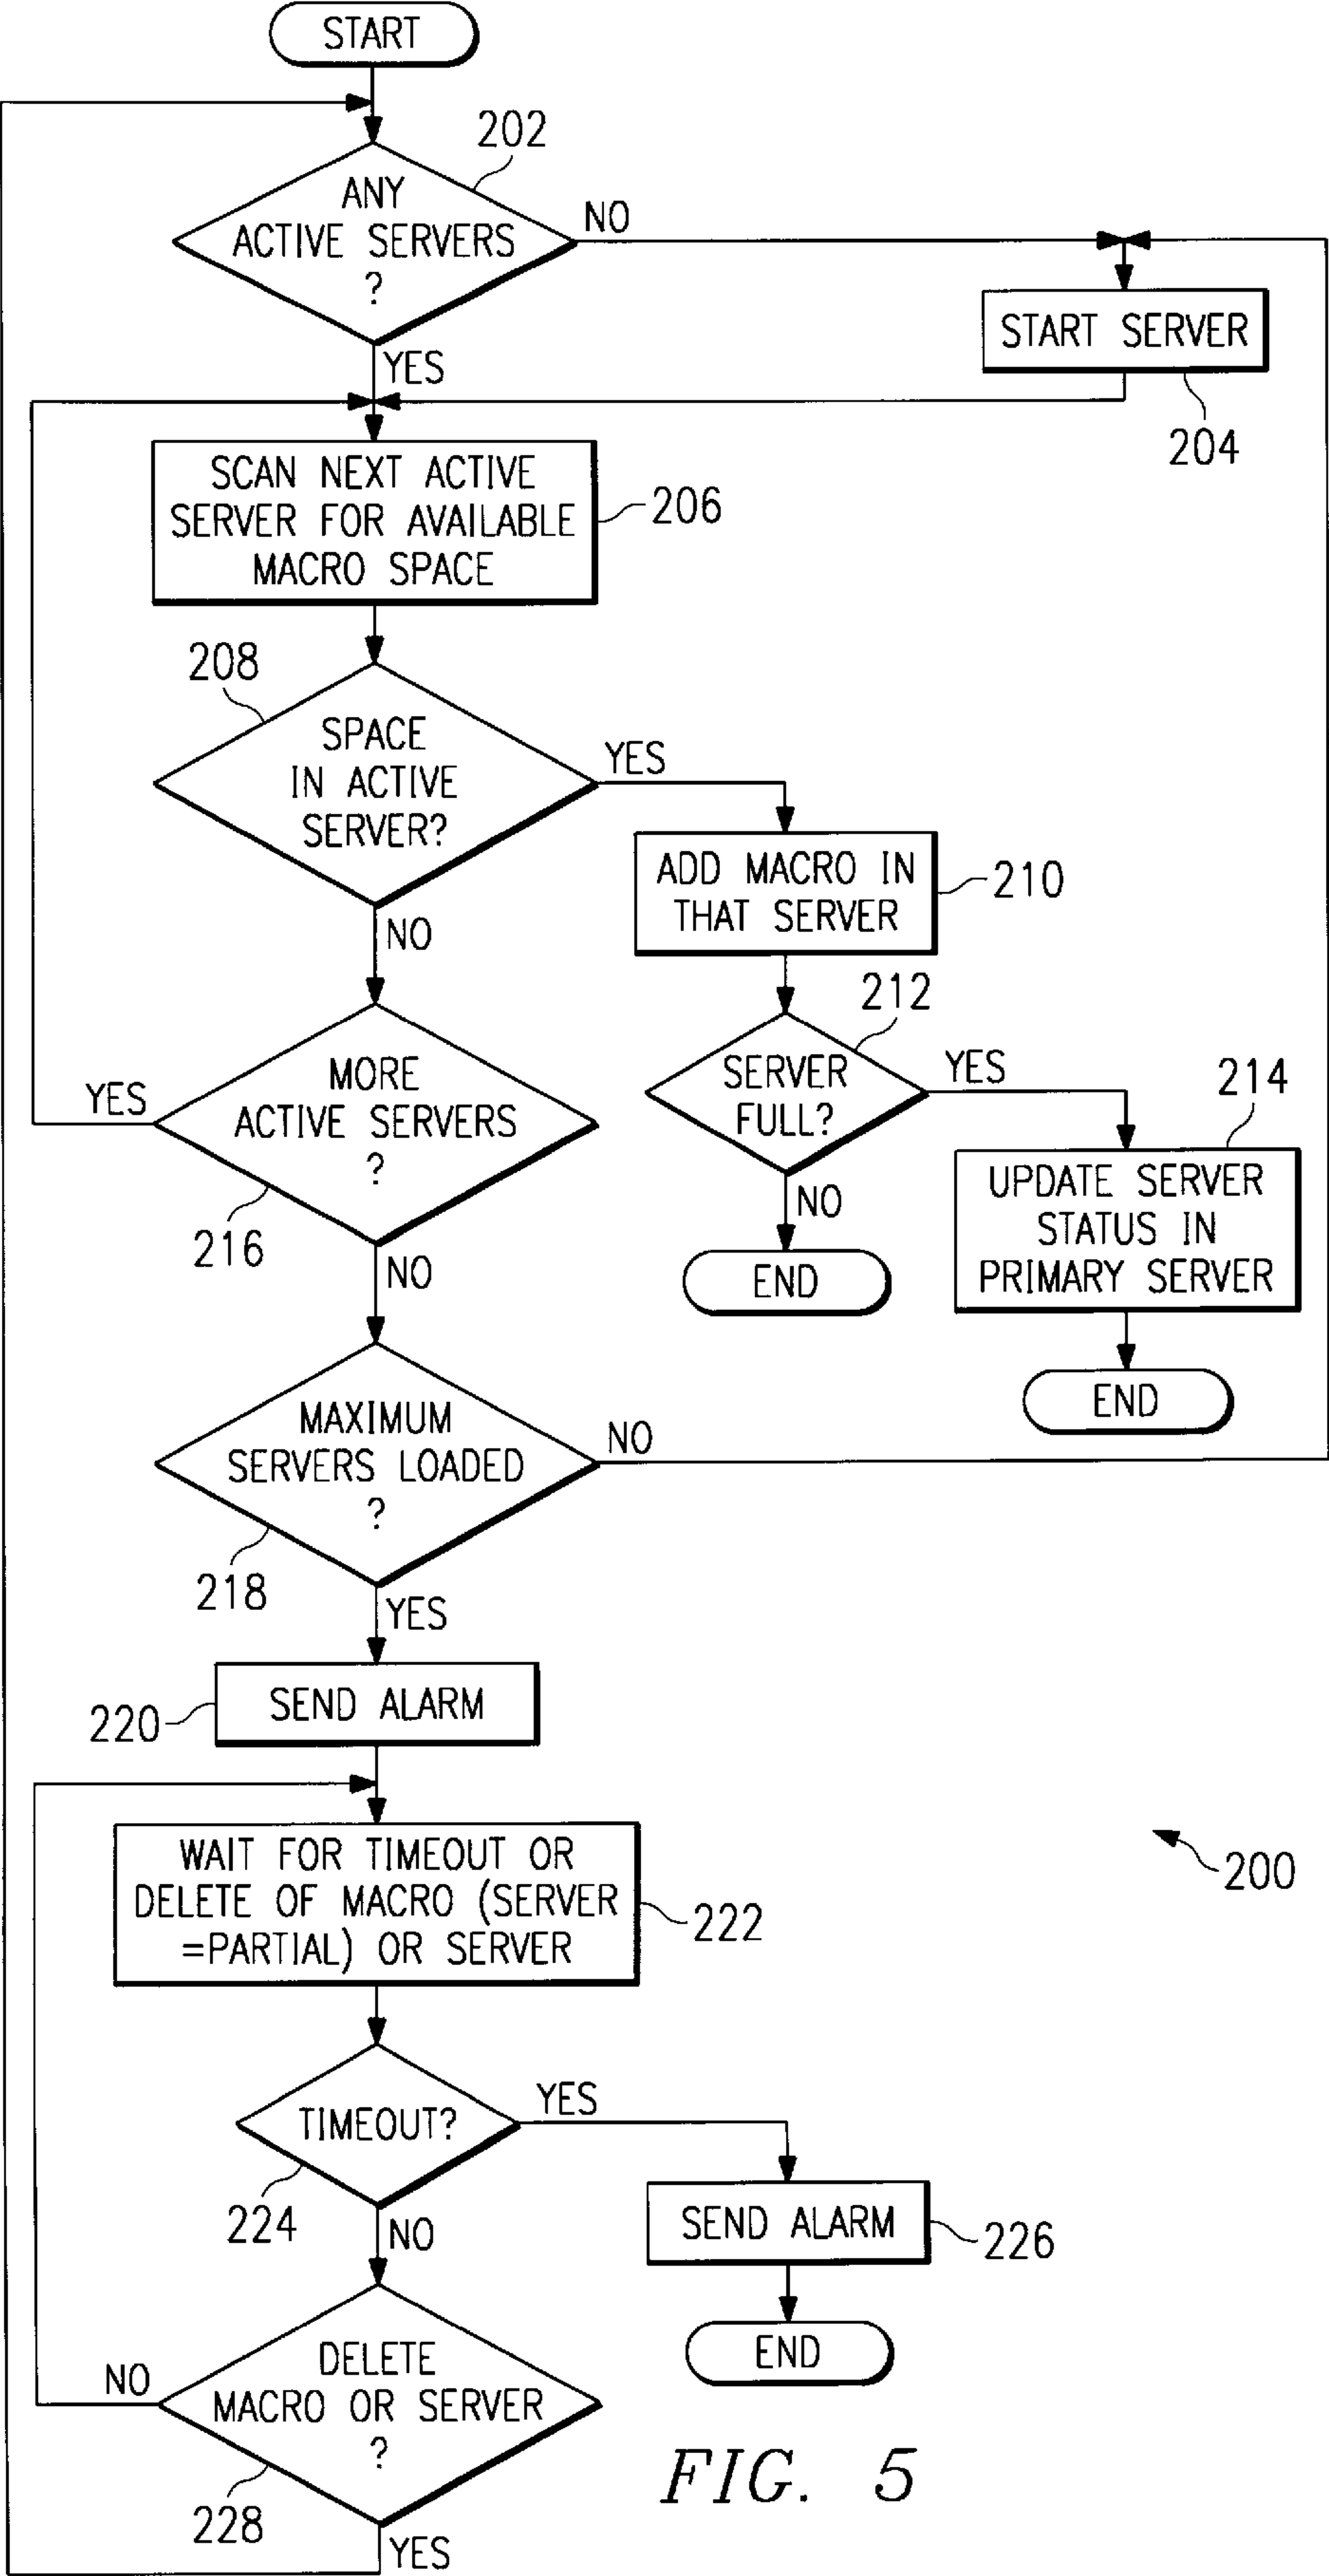 START
202
ANY
ACTIVE SERVERS
?
NO
YES
START SERVER
204
SCAN NEXT ACTIVE
SERVER FOR AVAILABLE
MACRO SPACE
206
208
SPACE
IN ACTIVE
SERVER?
YES
NO
ADD MACRO IN
THAT SERVER
210
212
SERVER
FULL?
YES
NO
END
214
UPDATE SERVER
STATUS IN
PRIMARY SERVER
END
MORE
ACTIVE SERVERS
?
YES
216
NO
MAXIMUM
SERVERS LOADED
?
NO
218
YES
SEND ALARM
220
WAIT FOR TIMEOUT OR
DELETE OF MACRO (SERVER
=PARTIAL) OR SERVER
222
200
TIMEOUT?
YES
224
NO
SEND ALARM
226
END
DELETE
MACRO OR SERVER
?
NO
228
YES
FIG. 5